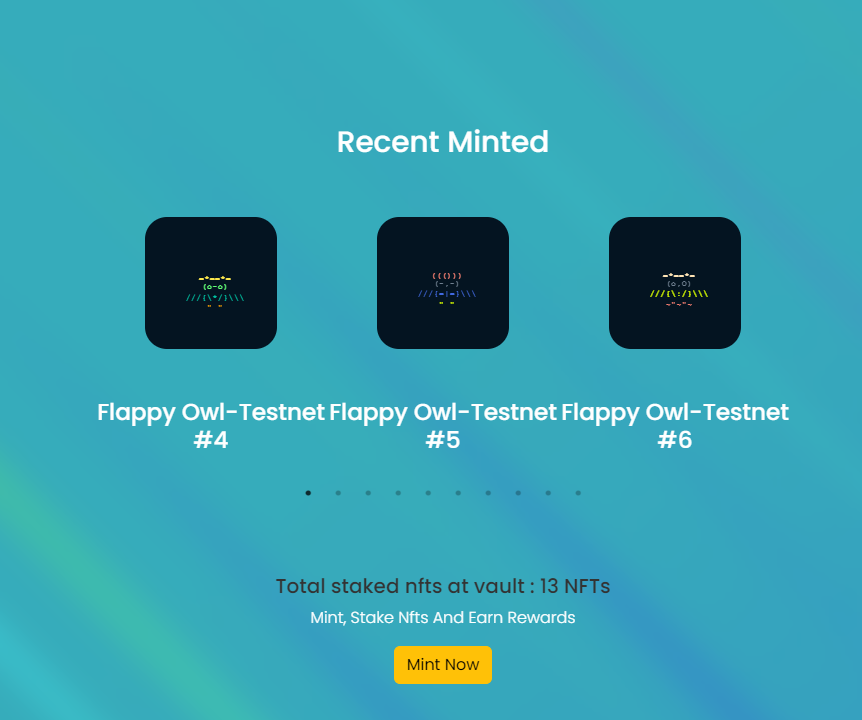 Recent Minted
Flappy Owl-Testnet #4
Flappy Owl-Testnet #5
Flappy Owl-Testnet #6
Total staked nfts at vault : 13 NFTs
Mint, Stake Nfts And Earn Rewards
Mint Now